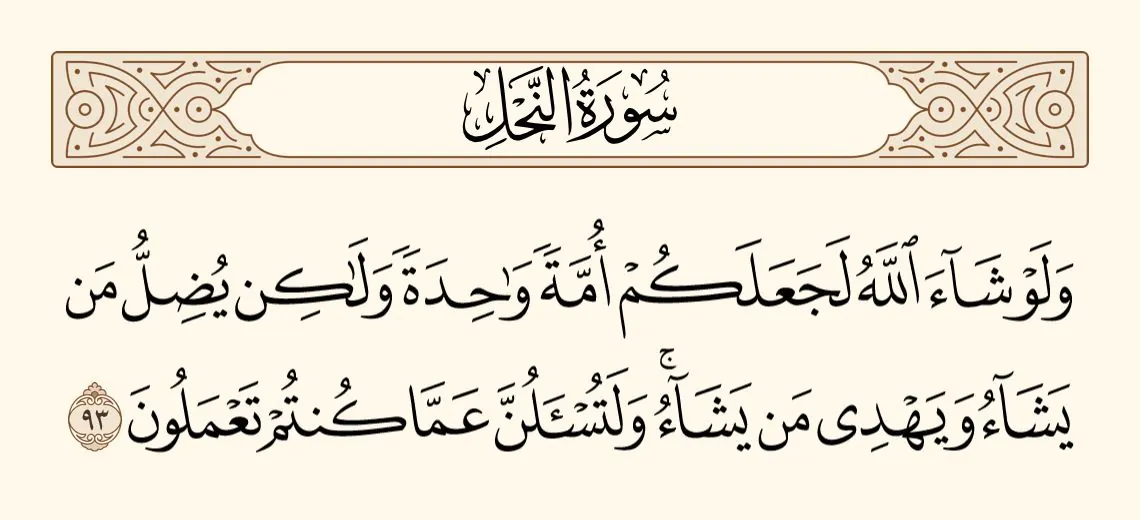 سُورَةُ النَّحْلِ
وَلَوْ شَآءَ ٱللَّهُ لَجَعَلَكُمْ أُمَّةً وَٰحِدَةً وَلَٰكِن يُضِلُّ مَن
يَشَآءُ وَيَهْدِى مَن يَشَآءُ ۚ وَلَتُسْـَٔلُنَّ عَمَّا كُنتُمْ تَعْمَلُونَ ٩٣